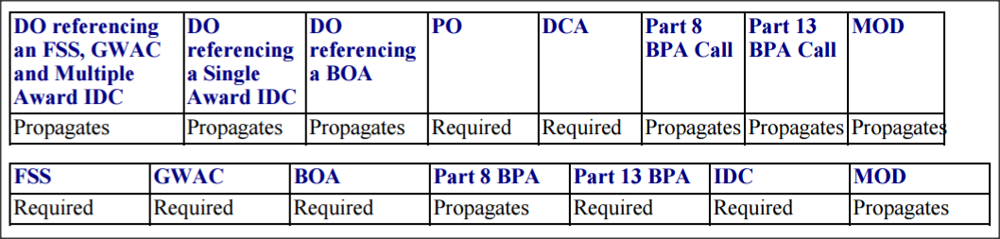 DO referencing an FSS, GWAC and Multiple Award IDC
DO referencing a Single Award IDC
DO referencing a BOA
PO
DCA
Part 8 BPA Call
Part 13 BPA Call
MOD
Propagates Propagates Propagates Required Required Propagates Propagates Propagates
FSS GWAC BOA Part 8 BPA Part 13 BPA IDC MOD
Required Required Required Propagates Required Required Propagates